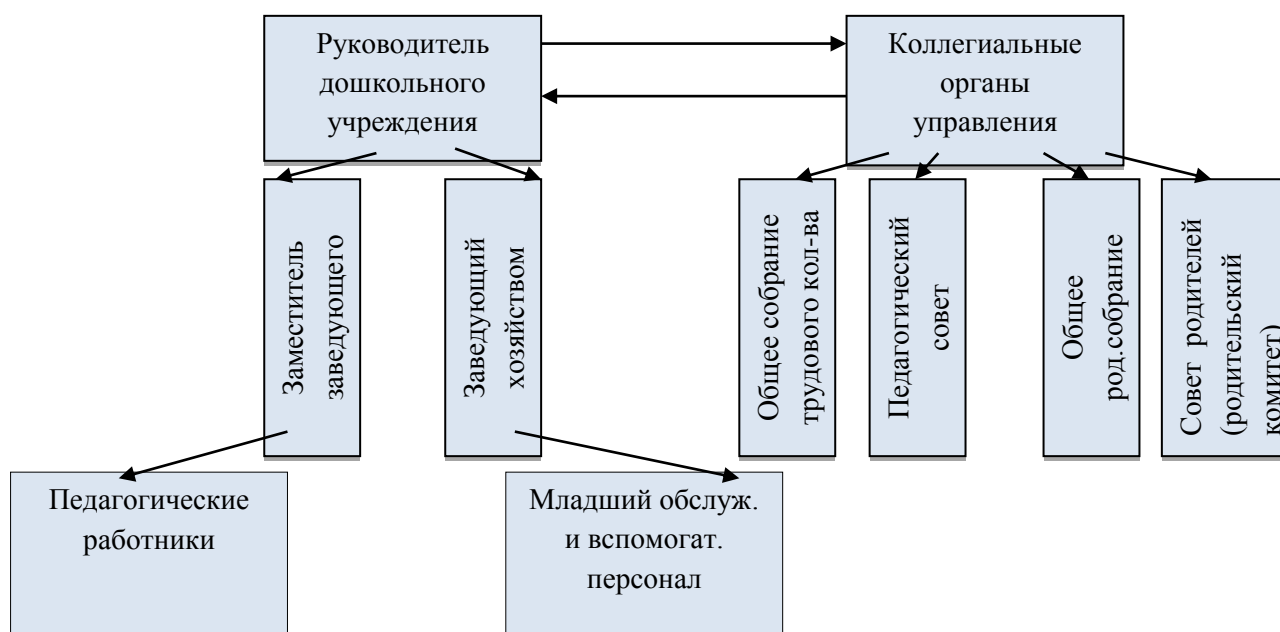 Руководитель
дошкольного
учреждения
Коллегиальные
органы
управления
Заместитель
заведующего
Заведующий
хозяйством
Общее собрание
трудового кол-ва
Педагогический
совет
Общее
род.собрание
Совет родителей
(родительский
комитет)
Педагогические
работники
Младший обслуж.
и вспомогат.
персонал